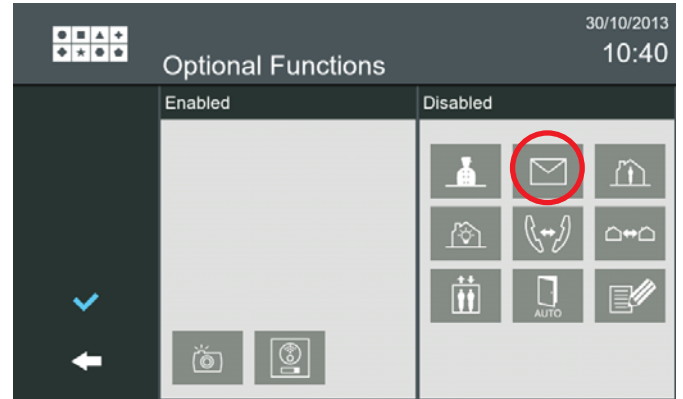 30/10/2013
10:40
Optional Functions
Enabled
Disabled
AUTO